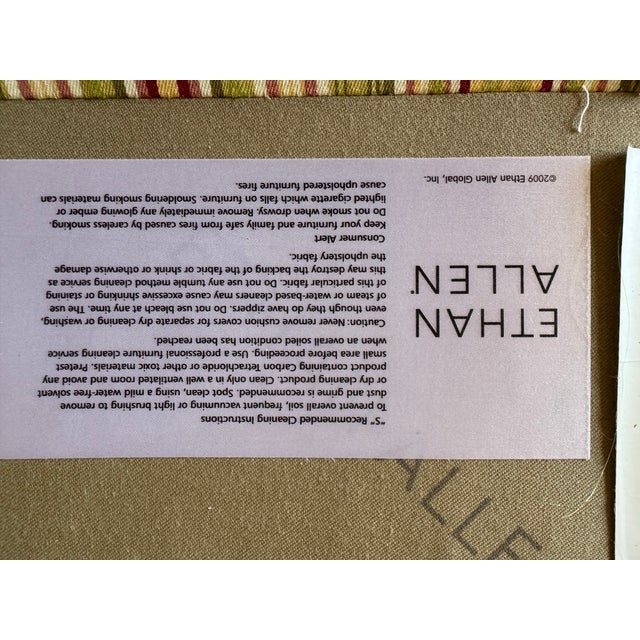 ETHAN
ALLEN®
©2009 Ethan Allen Global, Inc.
"S" Recommended Cleaning Instructions
To prevent overall soil, frequent vacuuming or light brushing to remove
dust and grime is recommended. Spot clean, using a mild water-free solvent
or dry cleaning product. Clean only in a well ventilated room and avoid any
product containing Carbon Tetrachloride or other toxic materials. Pretest
small area before proceeding. Use a professional furniture cleaning service
when an overall soiled condition has been reached.
Caution: Never remove cushion covers for separate dry cleaning or washing,
even though they do have zippers. Do not use bleach at any time. The use
of steam or water-based cleaners may cause excessive shrinking or staining
of this particular fabric. Do not use any tumble method cleaning service as
this may destroy the backing of the fabric or shrink or otherwise damage
the upholstery fabric.
Consumer Alert
Keep your furniture and family safe from fires caused by careless smoking.
Do not smoke when drowsy. Remove immediately any glowing ember or
lighted cigarette which falls on furniture. Smoldering smoking materials can
cause upholstered furniture fires.
ALLE